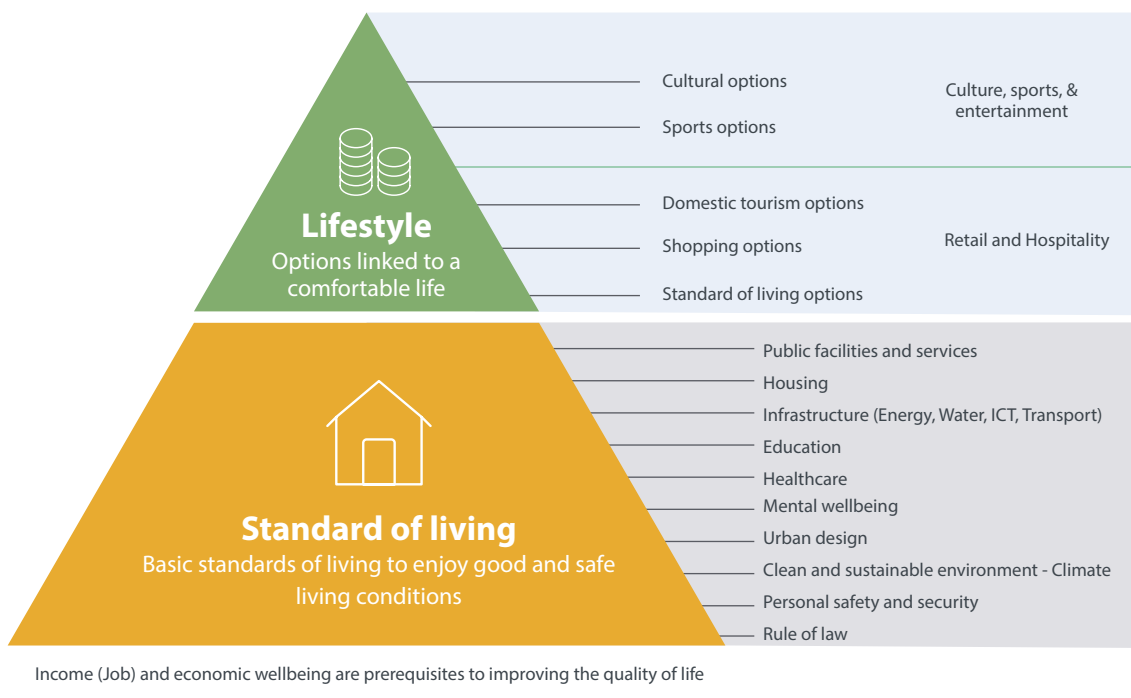 Cultural options
Sports options
Culture, sports, &
entertainment
Lifestyle
Options linked to a
comfortable life
Domestic tourism options
Shopping options
Standard of living options
Retail and Hospitality
Standard of living
Basic standards of living to enjoy good and safe
living conditions
Public facilities and services
Housing
Infrastructure (Energy, Water, ICT, Transport)
Education
Healthcare
Mental wellbeing
Urban design
Clean and sustainable environment - Climate
Personal safety and security
Rule of law
Income (Job) and economic wellbeing are prerequisites to improving the quality of life